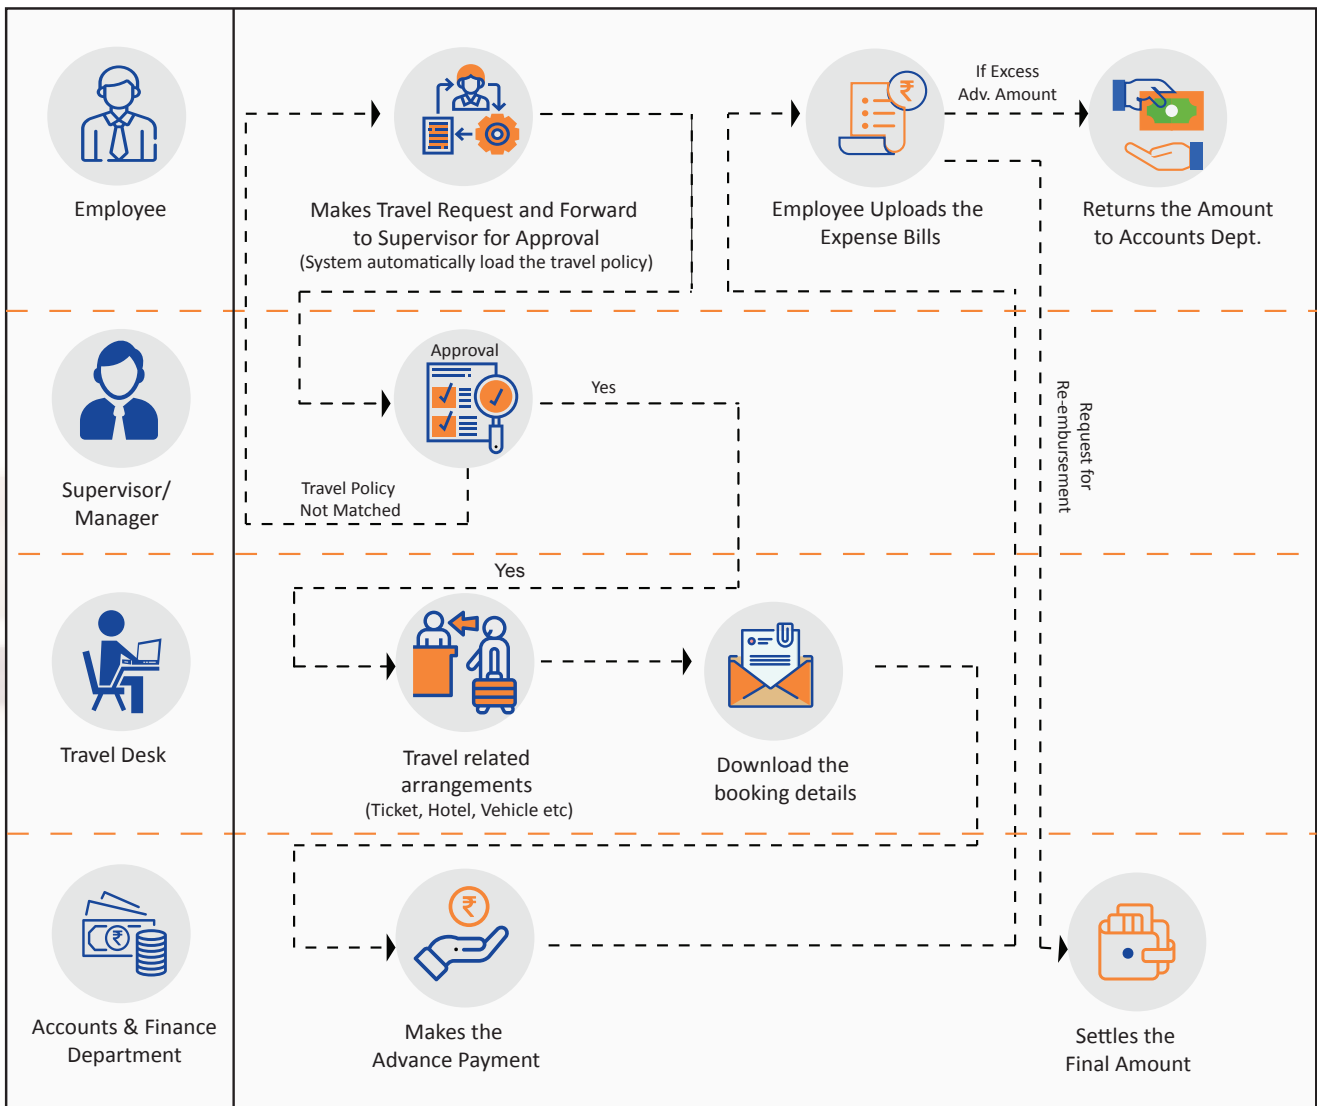 Employee
Makes Travel Request and Forward
to Supervisor for Approval
(System automatically load the travel policy)
₹
Employee Uploads the
Expense Bills
If Excess
Adv. Amount
Returns the Amount
to Accounts Dept.
Supervisor/
Manager
Approval
Yes
Travel Policy
Not Matched
Request for
Re-embursement
Travel Desk
Yes
Travel related
arrangements
(Ticket, Hotel, Vehicle etc)
Download the
booking details
₹
Accounts & Finance
Department
₹
Makes the
Advance Payment
Settles the
Final Amount